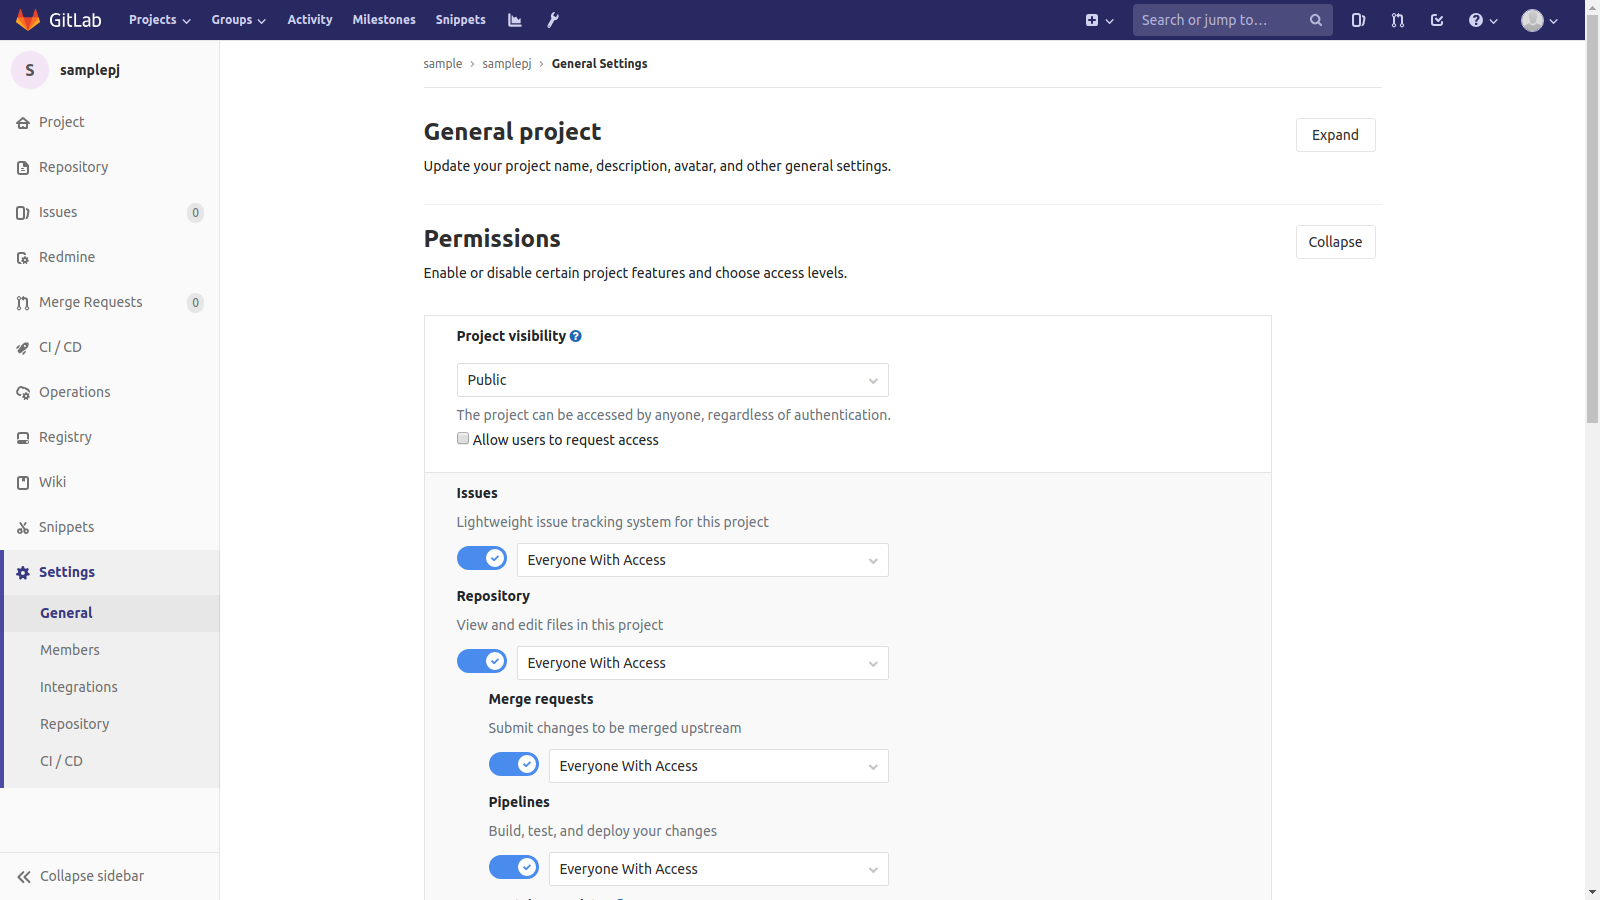 GitLab Projects Groups Activity Milestones Snippets Search or jump to...
S samplepj
Project
Repository
Issues 0
Redmine
Merge Requests 0
CI / CD
Operations
Registry
Wiki
Snippets
Settings
General
Members
Integrations
Repository
CI / CD
Collapse sidebar
sample › samplepj › General Settings
General project
Expand
Update your project name, description, avatar, and other general settings.
Permissions
Collapse
Enable or disable certain project features and choose access levels.
Project visibility
Public
The project can be accessed by anyone, regardless of authentication.
Allow users to request access
Issues
Lightweight issue tracking system for this project
Everyone With Access
Repository
View and edit files in this project
Everyone With Access
Merge requests
Submit changes to be merged upstream
Everyone With Access
Pipelines
Build, test, and deploy your changes
Everyone With Access